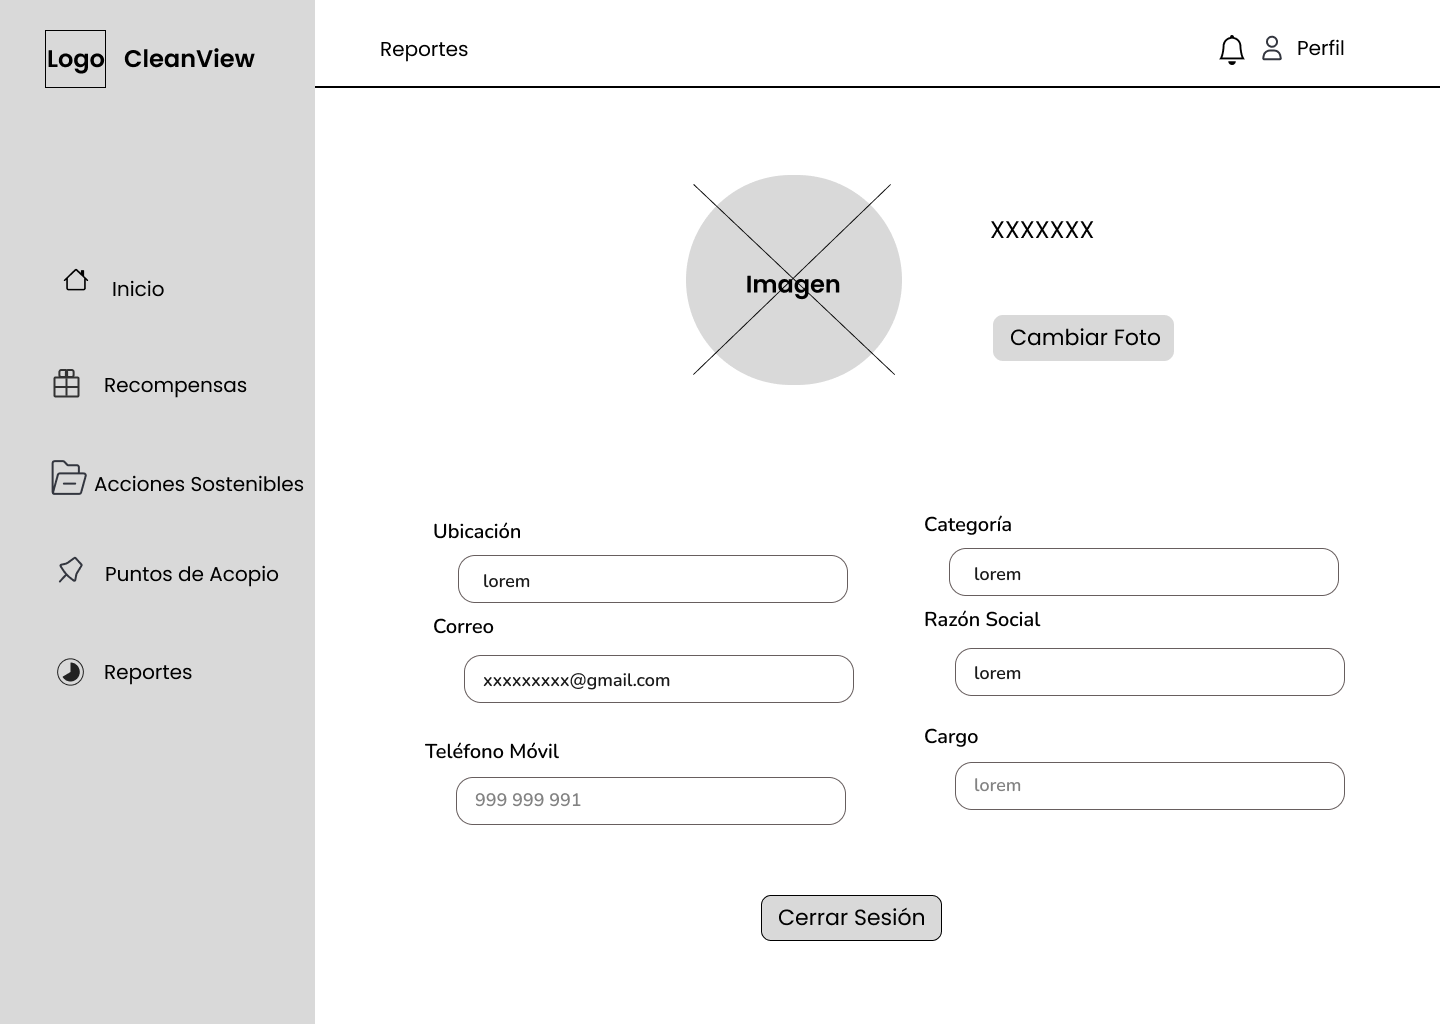 Logo CleanView
Reportes
Perfil
Inicio
Recompensas
Acciones Sostenibles
Puntos de Acopio
Reportes
Imagen
XXXXXXX
Cambiar Foto
Ubicación
lorem
Correo
xxxxxxxxx@gmail.com
Teléfono Móvil
999 999 991
Categoría
lorem
Razón Social
lorem
Cargo
lorem
Cerrar Sesión